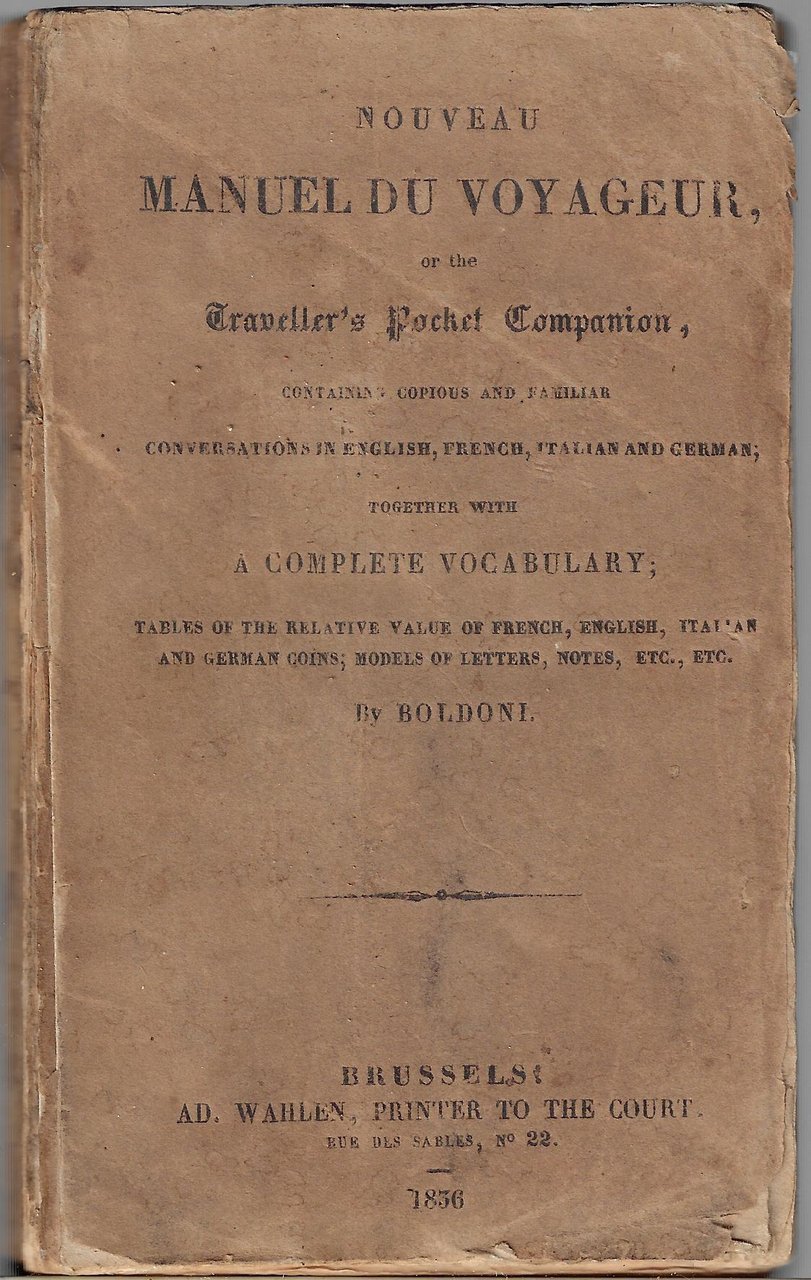 NOUVEAU
MANUEL DU VOYAGEUR,
or the
Traveller's Pocket Companion,
CONTAINING COPIOUS AND FAMILIAR
CONVERSATIONS IN ENGLISH, FRENCH, ITALIAN AND GERMAN;
TOGETHER WITH
A COMPLETE VOCABULARY;
TABLES OF THE RELATIVE VALUE OF FRENCH, ENGLISH, ITALIAN
AND GERMAN COINS; MODELS OF LETTERS, NOTES, ETC., ETC.
By BOLDONI.
BRUSSELS:
AD. WAHLEN, PRINTER TO THE COURT.
RUE DES SABLES, Nº 22.
1836